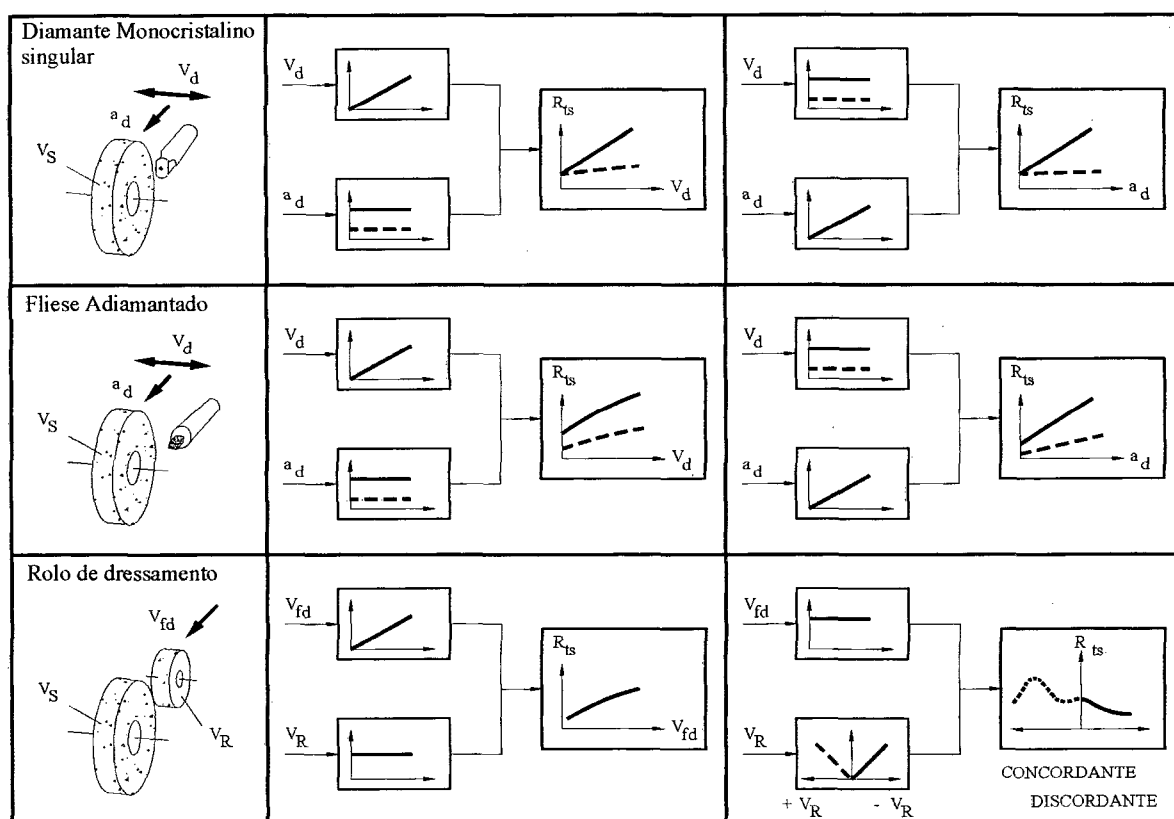 Diamante Monocristalino
singular
V_d
a_d
V_S
V_d
a_d
R_ts
V_d
V_d
a_d
R_ts
a_d
Fliese Adiamantado
V_d
a_d
V_S
V_d
a_d
R_ts
V_d
V_d
a_d
R_ts
a_d
Rolo de dressamento
V_fd
V_S
V_R
V_fd
V_R
R_ts
V_fd
V_fd
V_R
+ V_R - V_R
R_ts
CONCORDANTE
DISCORDANTE